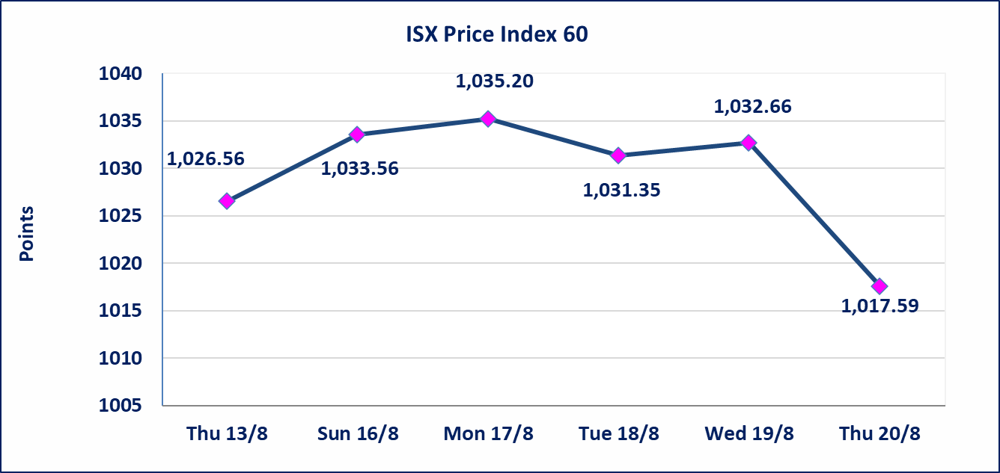 ISX Price Index 60
Points
1040
1035
1030
1025
1020
1015
1010
1005
1,026.56
1,033.56
1,035.20
1,031.35
1,032.66
1,017.59
Thu 13/8
Sun 16/8
Mon 17/8
Tue 18/8
Wed 19/8
Thu 20/8